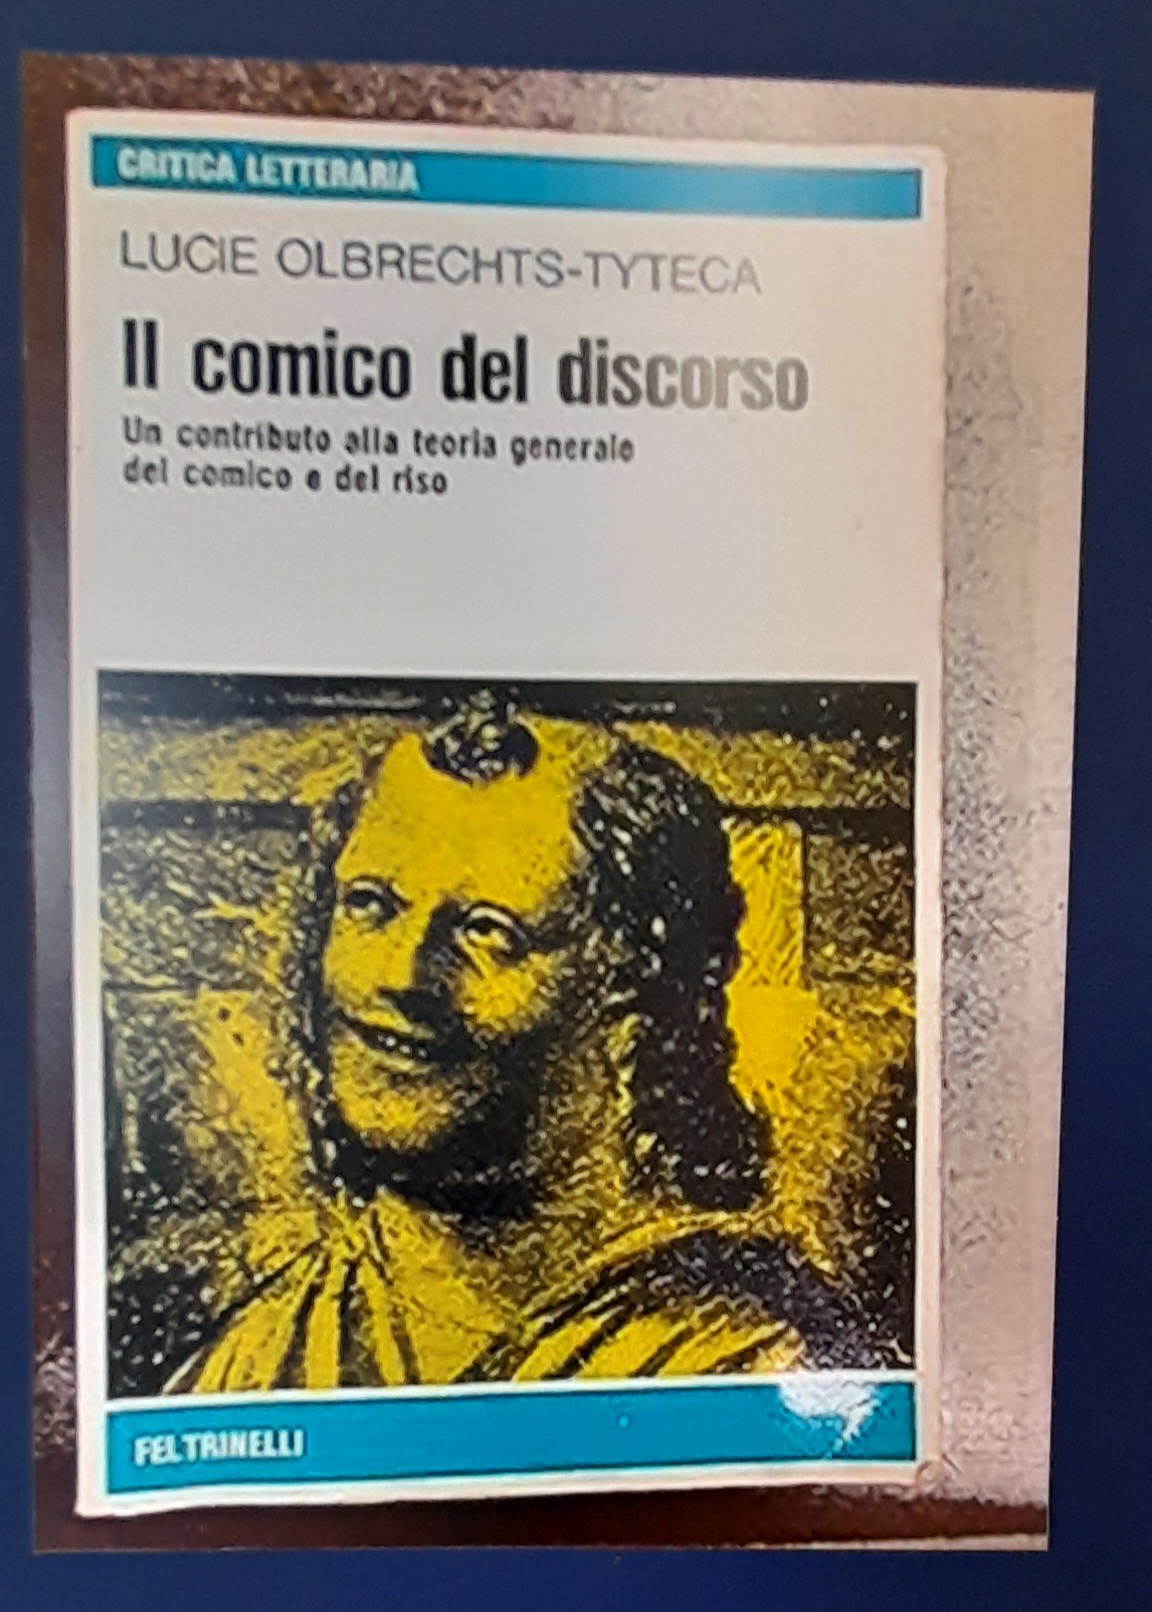 CRITICA LETTERARIA
LUCIE OLBRECHTS-TYTECA
Il comico del discorso
Un contributo alla teoria generale
del comico e del riso
FELTRINELLI